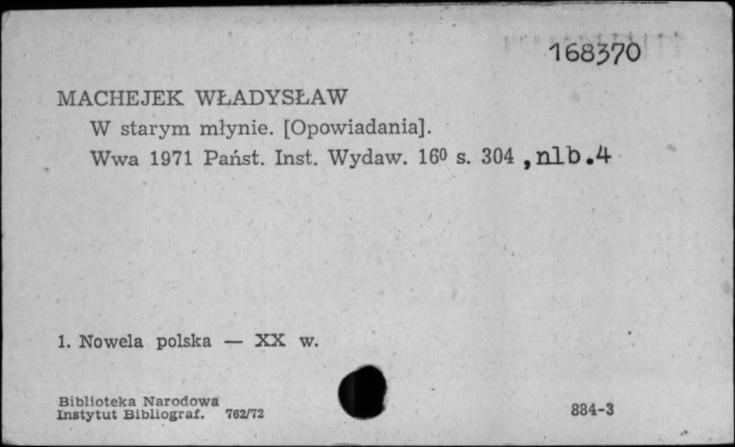 168370
MACHEJEK WŁADYSŁAW
W starym młynie. [Opowiadania].
Wwa 1971 Państ. Inst. Wydaw. 16⁰ s. 304 , nlb.4
1. Nowela polska — XX w.
Biblioteka Narodowa
Instytut Bibliograf. 762/72
884-3